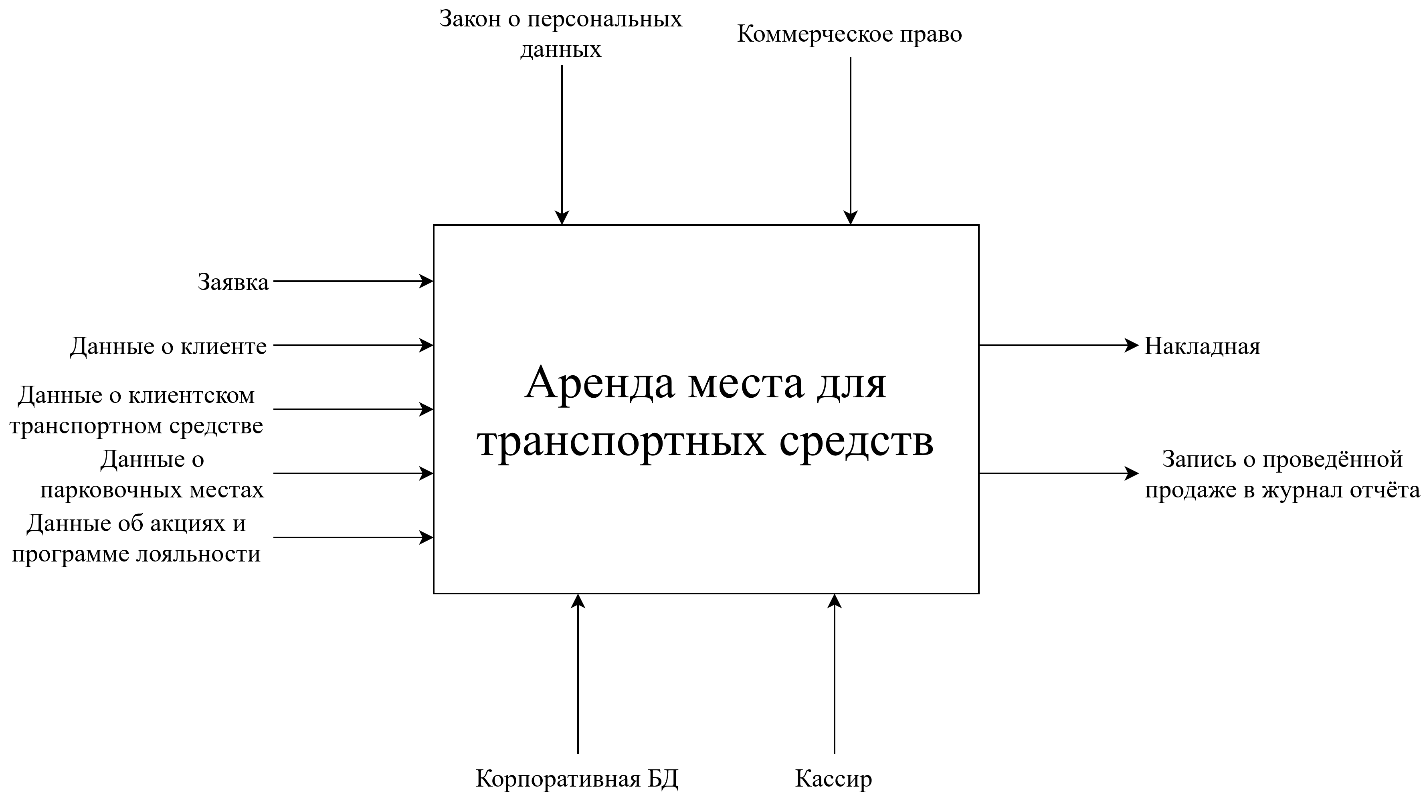 Закон о персональных
данных
Коммерческое право
Заявка
Данные о клиенте
Данные о клиентском
транспортном средстве
Данные о
парковочных местах
Данные об акциях и
программе лояльности
Аренда места для
транспортных средств
Накладная
Запись о проведённой
продаже в журнал отчёта
Корпоративная БД
Кассир